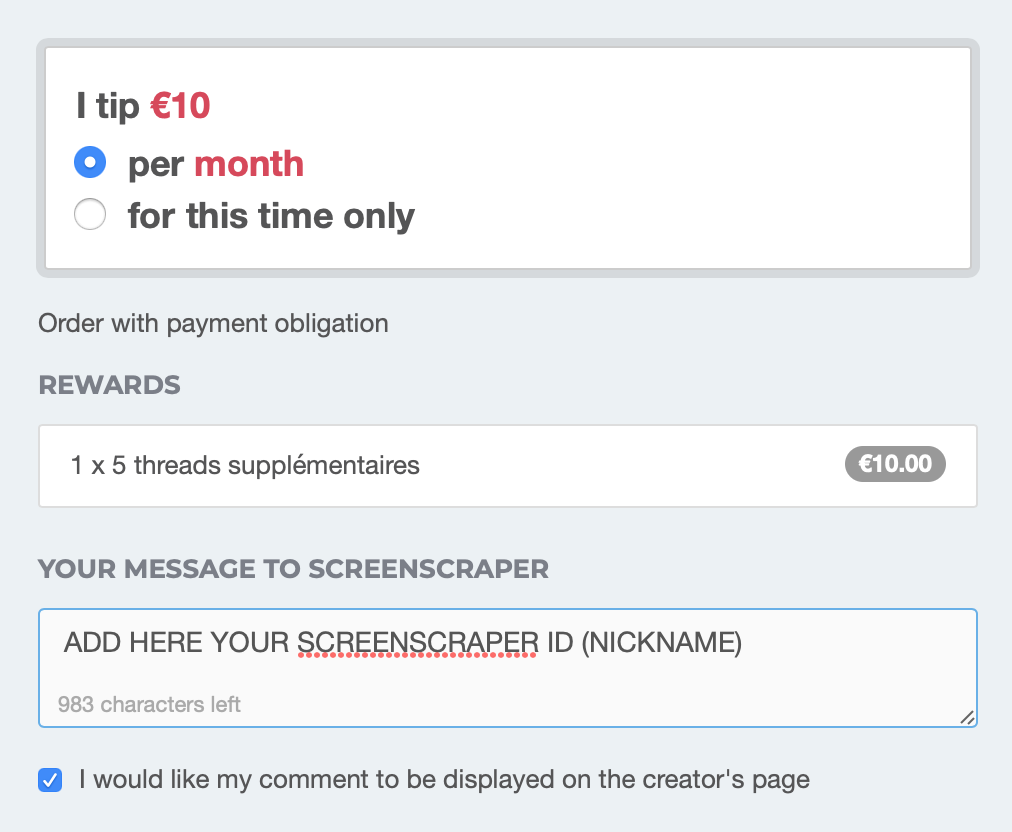 I tip €10
per month
for this time only
Order with payment obligation
REWARDS
1 x 5 threads supplémentaires
€10.00
YOUR MESSAGE TO SCREENSCRAPER
ADD HERE YOUR SCREENSCRAPER ID (NICKNAME)
983 characters left
I would like my comment to be displayed on the creator's page